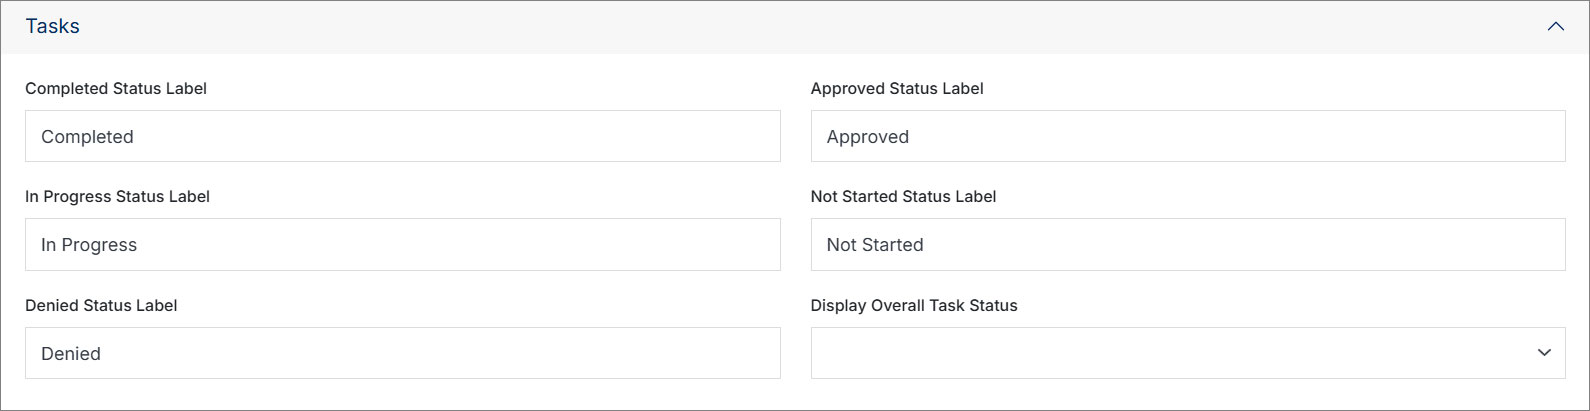 Tasks
Completed Status Label
Approved Status Label
Completed
Approved
In Progress Status Label
Not Started Status Label
In Progress
Not Started
Denied Status Label
Display Overall Task Status
Denied